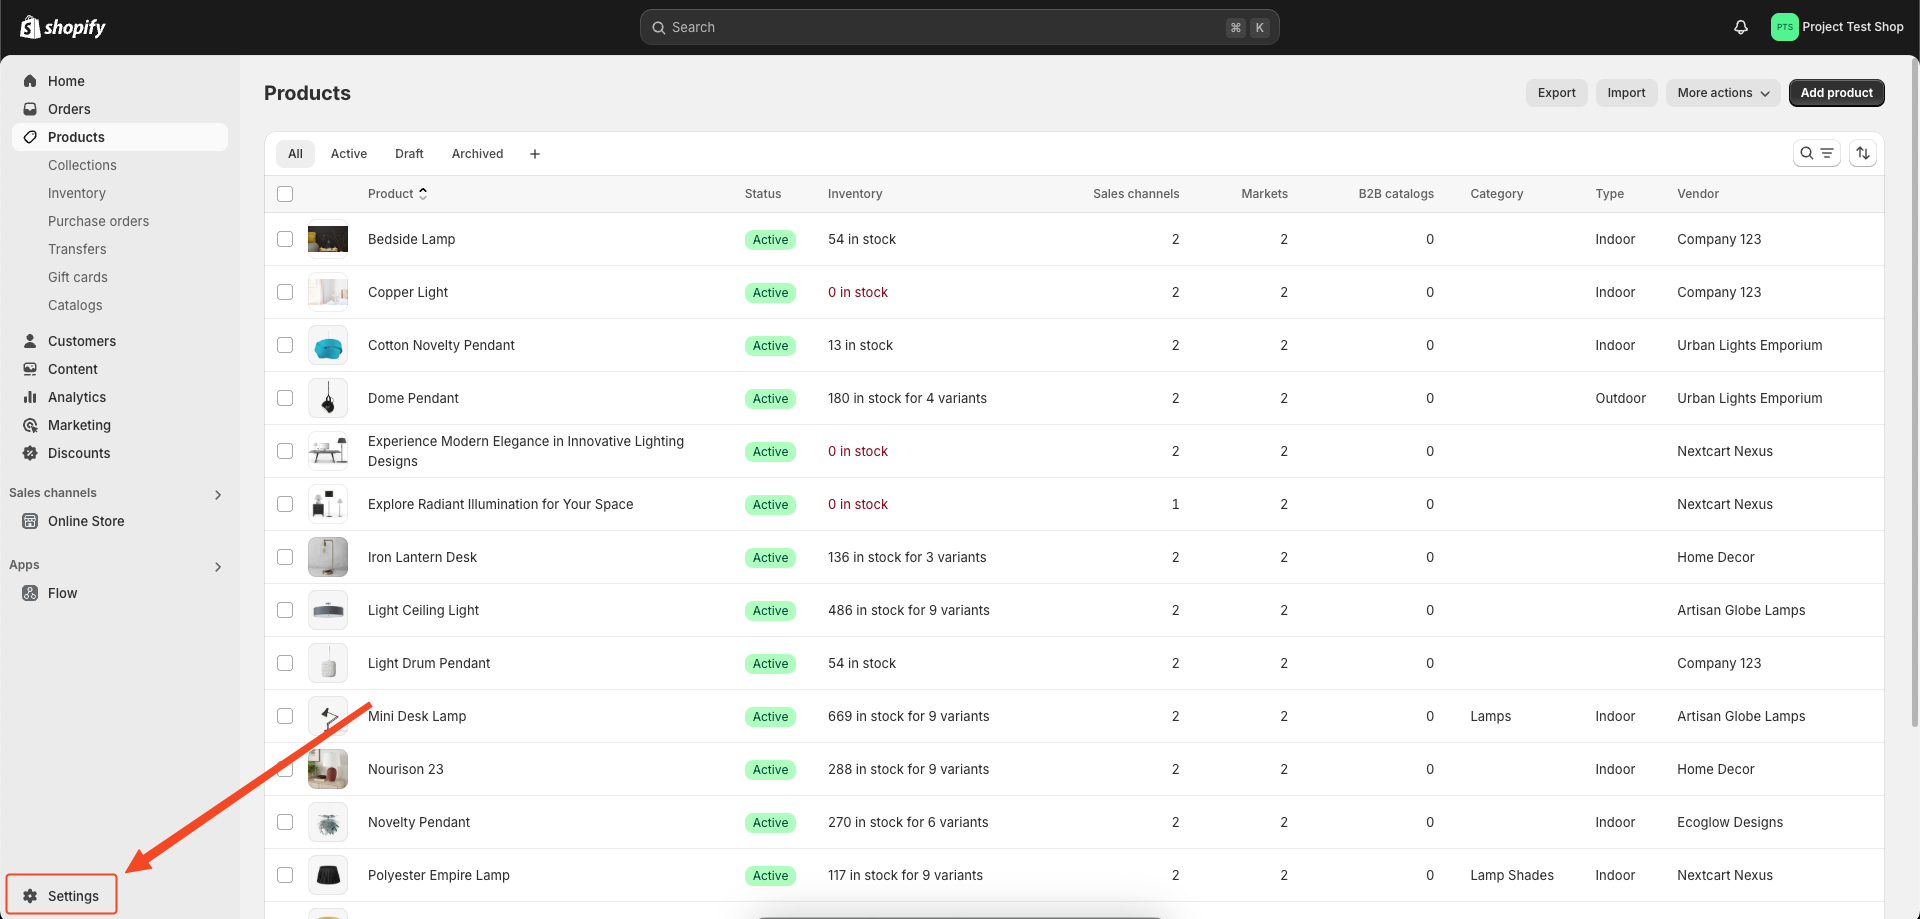 shopify
Search ⌘ K
PTS Project Test Shop
Home
Orders
Products
Collections
Inventory
Purchase orders
Transfers
Gift cards
Catalogs
Customers
Content
Analytics
Marketing
Discounts
Sales channels
Online Store
Apps
Flow
Settings
Products
Export Import More actions Add product
All Active Draft Archived +
Product Status Inventory Sales channels Markets B2B catalogs Category Type Vendor
Bedside Lamp Active 54 in stock 2 2 0 Indoor Company 123
Copper Light Active 0 in stock 2 2 0 Indoor Company 123
Cotton Novelty Pendant Active 13 in stock 2 2 0 Indoor Urban Lights Emporium
Dome Pendant Active 180 in stock for 4 variants 2 2 0 Outdoor Urban Lights Emporium
Experience Modern Elegance in Innovative Lighting
Designs Active 0 in stock 2 2 0 Nextcart Nexus
Explore Radiant Illumination for Your Space Active 0 in stock 1 2 0 Nextcart Nexus
Iron Lantern Desk Active 136 in stock for 3 variants 2 2 0 Home Decor
Light Ceiling Light Active 486 in stock for 9 variants 2 2 0 Artisan Globe Lamps
Light Drum Pendant Active 54 in stock 2 2 0 Company 123
Mini Desk Lamp Active 669 in stock for 9 variants 2 2 0 Lamps Indoor Artisan Globe Lamps
Nourison 23 Active 288 in stock for 9 variants 2 2 0 Indoor Home Decor
Novelty Pendant Active 270 in stock for 6 variants 2 2 0 Indoor Ecoglow Designs
Polyester Empire Lamp Active 117 in stock for 9 variants 2 2 0 Lamp Shades Indoor Nextcart Nexus